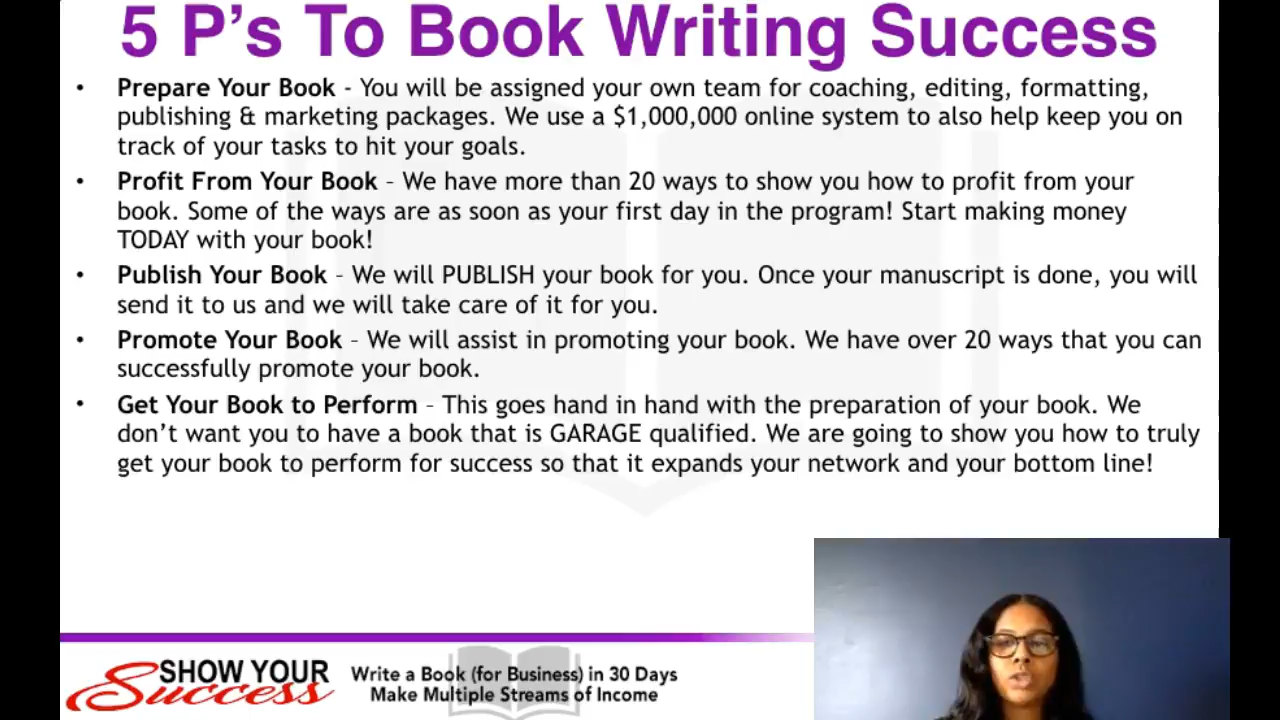 5 P’s To Book Writing Success
• Prepare Your Book - You will be assigned your own team for coaching, editing, formatting,
publishing & marketing packages. We use a $1,000,000 online system to also help keep you on
track of your tasks to hit your goals.
• Profit From Your Book – We have more than 20 ways to show you how to profit from your
book. Some of the ways are as soon as your first day in the program! Start making money
TODAY with your book!
• Publish Your Book – We will PUBLISH your book for you. Once your manuscript is done, you will
send it to us and we will take care of it for you.
• Promote Your Book – We will assist in promoting your book. We have over 20 ways that you can
successfully promote your book.
• Get Your Book to Perform – This goes hand in hand with the preparation of your book. We
don’t want you to have a book that is GARAGE qualified. We are going to show you how to truly
get your book to perform for success so that it expands your network and your bottom line!
SHOW YOUR
Success
Write a Book (for Business) in 30 Days
Make Multiple Streams of Income